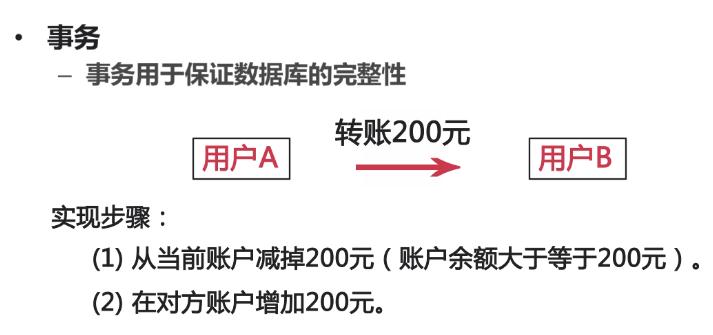 • 事务
– 事务用于保证数据库的完整性
转账200元
用户A 用户B
实现步骤：
(1) 从当前账户减掉200元（账户余额大于等于200元）。
(2) 在对方账户增加200元。